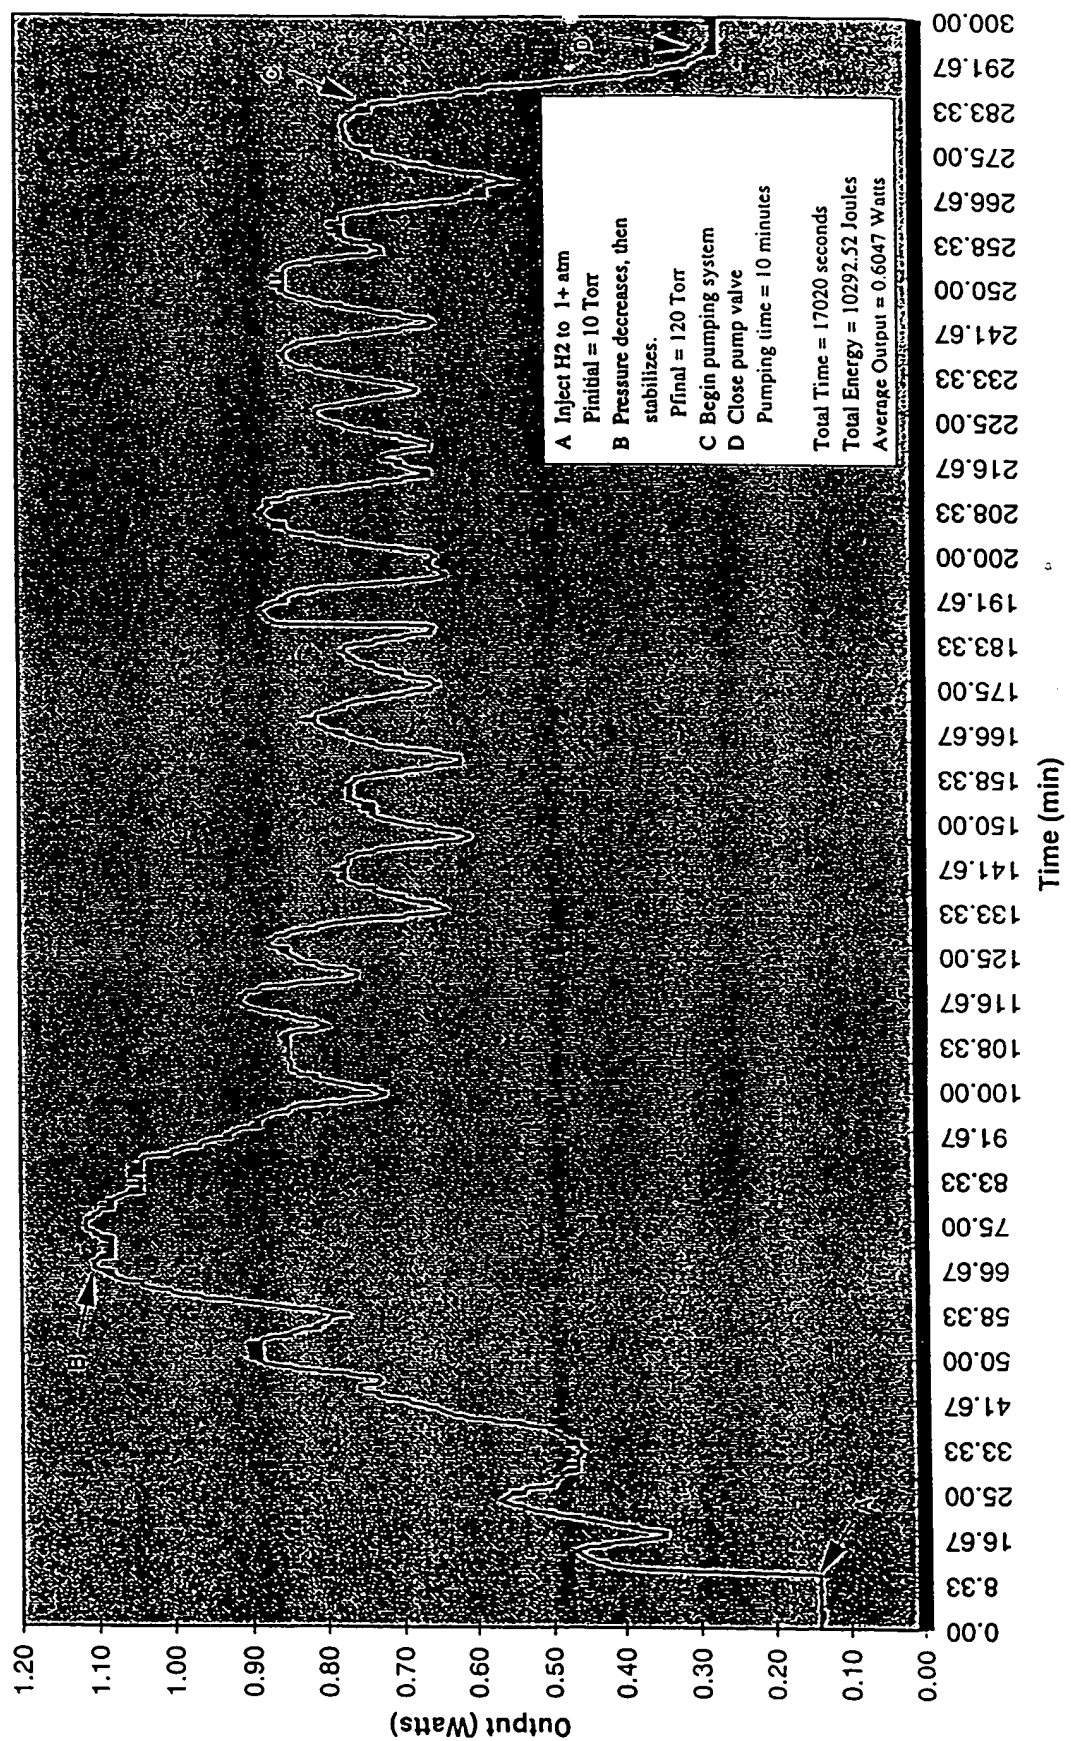 1.20
1.10
1.00
0.90
0.80
0.70
0.60
0.50
0.40
0.30
0.20
0.10
0.00
Output (Watts)
0.00
8.33
16.67
25.00
33.33
41.67
50.00
58.33
66.67
75.00
83.33
91.67
100.00
108.33
116.67
125.00
133.33
141.67
150.00
158.33
166.67
175.00
183.33
191.67
200.00
208.33
216.67
225.00
233.33
241.67
250.00
258.33
266.67
275.00
283.33
291.67
300.00
Time (min)
A
B
C
D
A Inject H2 to 1+ atm
Pinitial = 10 Torr
B Pressure decreases, then
stabilizes.
Pfinal = 120 Torr
C Begin pumping system
D Close pump valve
Pumping time = 10 minutes
Total Time = 17020 seconds
Total Energy = 10292.52 Joules
Average Output = 0.6047 Watts